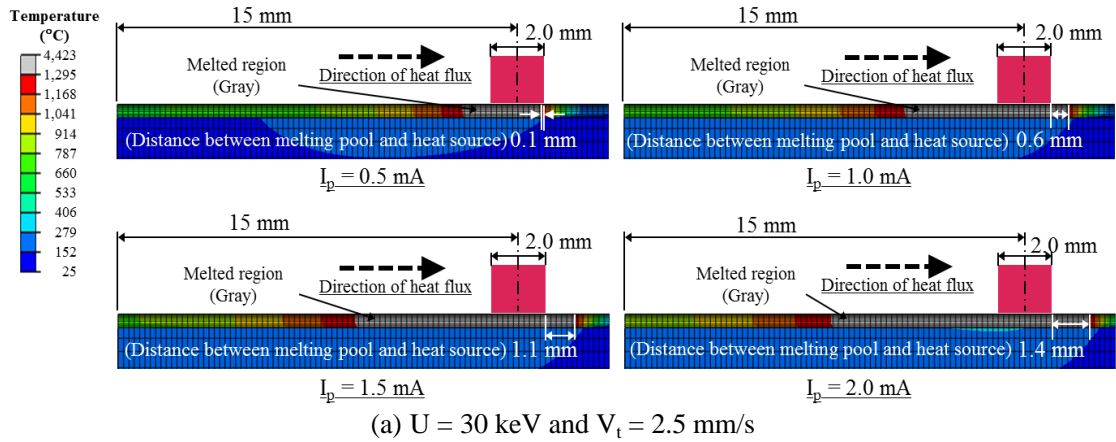 Temperature
(°C)
4,423
1,295
1,168
1,041
914
787
660
533
406
279
152
25
15 mm
2.0 mm
Melted region
(Gray)
Direction of heat flux
(Distance between melting pool and heat source) 0.1 mm
I_p = 0.5 mA
15 mm
2.0 mm
Melted region
(Gray)
Direction of heat flux
(Distance between melting pool and heat source) 0.6 mm
I_p = 1.0 mA
15 mm
2.0 mm
Melted region
(Gray)
Direction of heat flux
(Distance between melting pool and heat source) 1.1 mm
I_p = 1.5 mA
15 mm
2.0 mm
Melted region
(Gray)
Direction of heat flux
(Distance between melting pool and heat source) 1.4 mm
I_p = 2.0 mA
(a) U = 30 keV and V_t = 2.5 mm/s